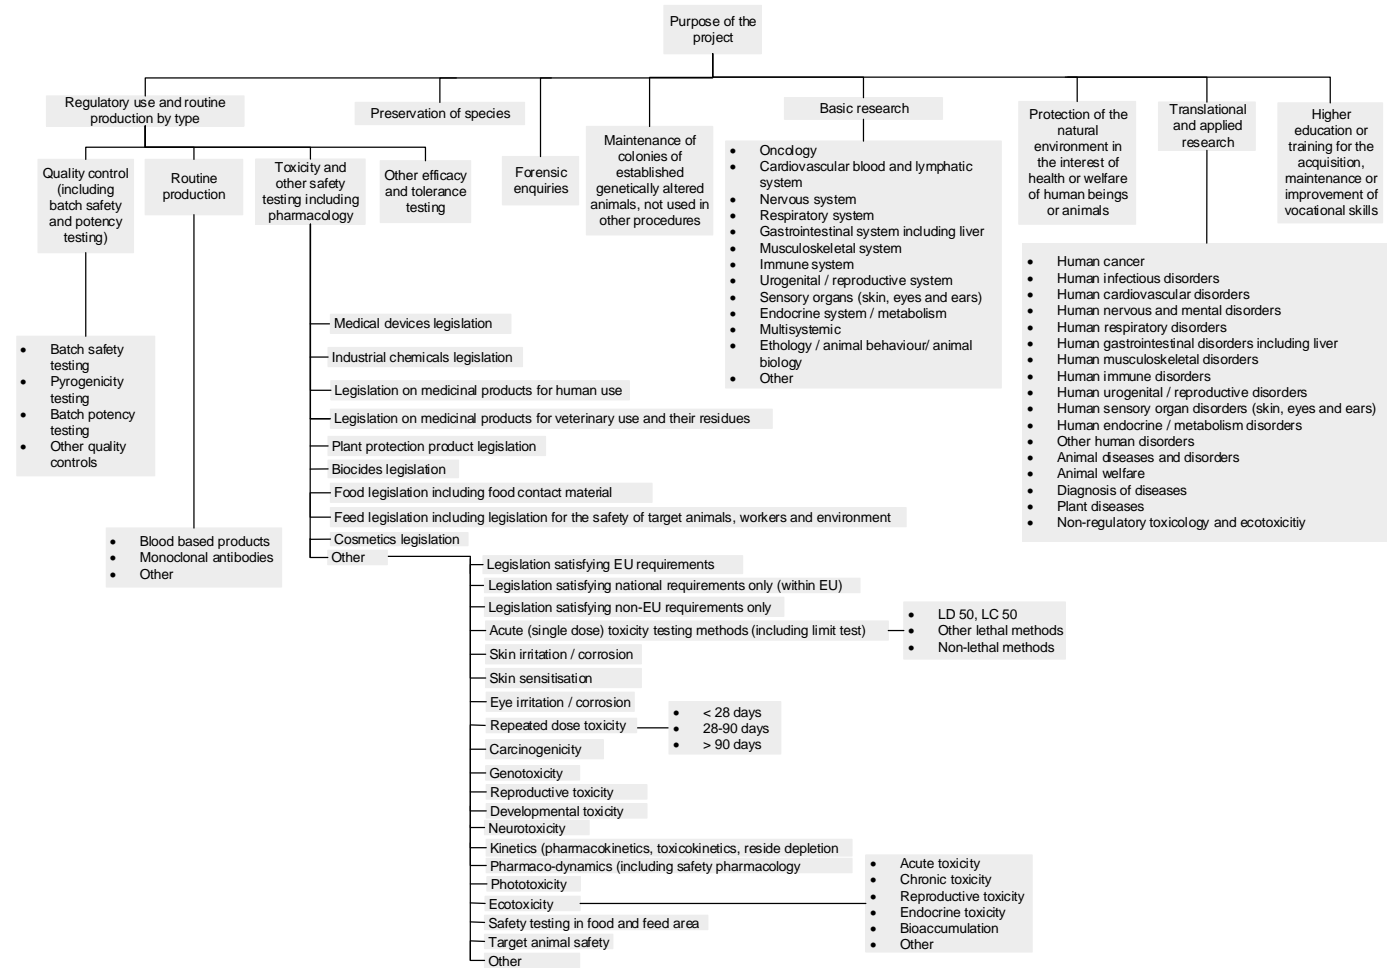 Purpose of the
project
Regulatory use and routine
production by type
Preservation of species
Forensic
enquiries
Maintenance of
colonies of
established
genetically altered
animals, not used in
other procedures
Basic research
Protection of the
natural
environment in
the interest of
health or welfare
of human beings
or animals
Translational
and applied
research
Higher
education or
training for the
acquisition,
maintenance or
improvement of
vocational skills
Quality control
(including
batch safety
and potency
testing)
Routine
production
Toxicity and
other safety
testing including
pharmacology
Other efficacy
and tolerance
testing
• Oncology
• Cardiovascular blood and lymphatic
system
• Nervous system
• Respiratory system
• Gastrointestinal system including liver
• Musculoskeletal system
• Immune system
• Urogenital / reproductive system
• Sensory organs (skin, eyes and ears)
• Endocrine system / metabolism
• Multisystemic
• Ethology / animal behaviour/ animal
biology
• Other
• Human cancer
• Human infectious disorders
• Human cardiovascular disorders
• Human nervous and mental disorders
• Human respiratory disorders
• Human gastrointestinal disorders including liver
• Human musculoskeletal disorders
• Human immune disorders
• Human urogenital / reproductive disorders
• Human sensory organ disorders (skin, eyes and ears)
• Human endocrine / metabolism disorders
• Other human disorders
• Animal diseases and disorders
• Animal welfare
• Diagnosis of diseases
• Plant diseases
• Non-regulatory toxicology and ecotoxicitiy
• Batch safety
testing
• Pyrogenicity
testing
• Batch potency
testing
• Other quality
controls
• Blood based products
• Monoclonal antibodies
• Other
Medical devices legislation
Industrial chemicals legislation
Legislation on medicinal products for human use
Legislation on medicinal products for veterinary use and their residues
Plant protection product legislation
Biocides legislation
Food legislation including food contact material
Feed legislation including legislation for the safety of target animals, workers and environment
Cosmetics legislation
Other
Legislation satisfying EU requirements
Legislation satisfying national requirements only (within EU)
Legislation satisfying non-EU requirements only
Acute (single dose) toxicity testing methods (including limit test)
• LD 50, LC 50
• Other lethal methods
• Non-lethal methods
Skin irritation / corrosion
Skin sensitisation
Eye irritation / corrosion
Repeated dose toxicity
• < 28 days
• 28-90 days
• > 90 days
Carcinogenicity
Genotoxicity
Reproductive toxicity
Developmental toxicity
Neurotoxicity
Kinetics (pharmacokinetics, toxicokinetics, reside depletion
Pharmaco-dynamics (including safety pharmacology
Phototoxicity
Ecotoxicity
• Acute toxicity
• Chronic toxicity
• Reproductive toxicity
• Endocrine toxicity
• Bioaccumulation
• Other
Safety testing in food and feed area
Target animal safety
Other